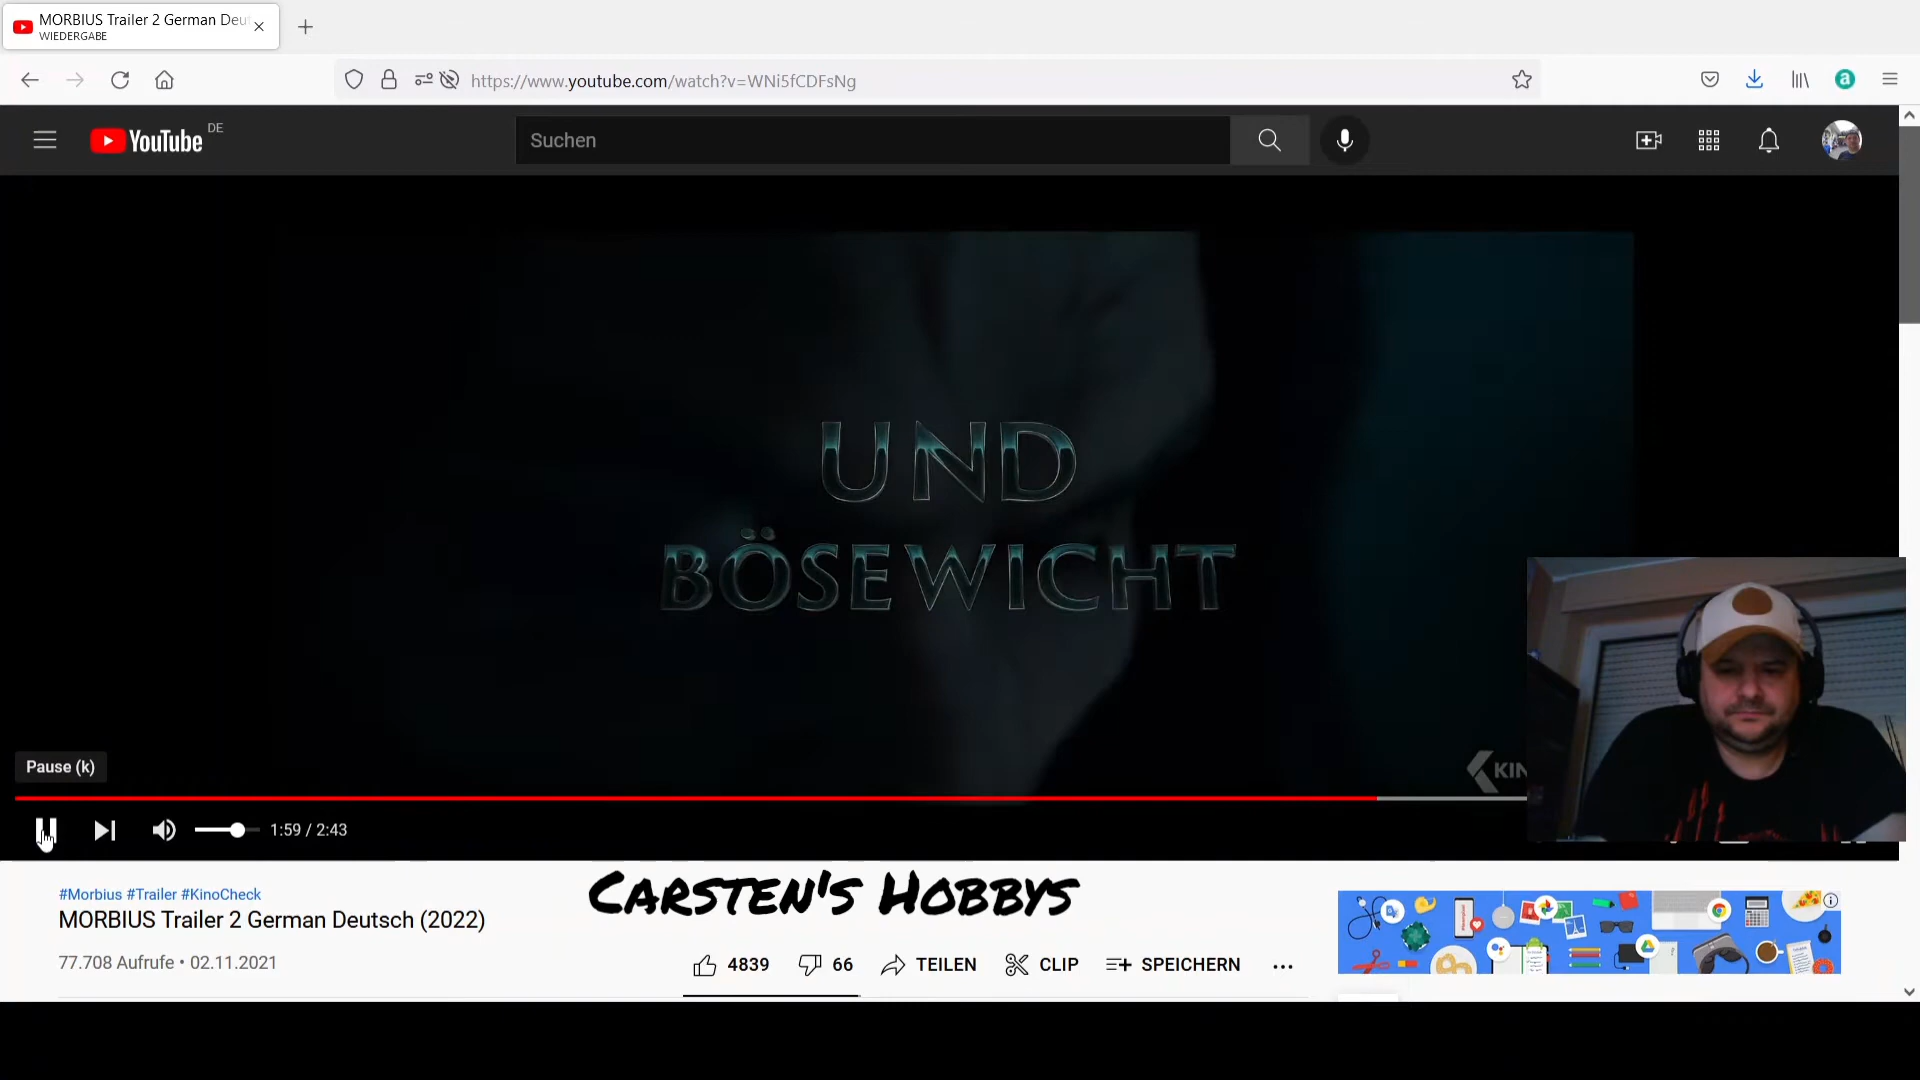 MORBIUS Trailer 2 German Deu
WIEDERGABE
https://www.youtube.com/watch?v=WNi5fCDFsNg
YouTube DE
Suchen
UND
BÖSEWICHT
KIN
Pause (k)
1:59 / 2:43
#Morbius #Trailer #KinoCheck
CARSTEN'S HOBBYS
MORBIUS Trailer 2 German Deutsch (2022)
77.708 Aufrufe • 02.11.2021
4839 66 TEILEN CLIP SPEICHERN